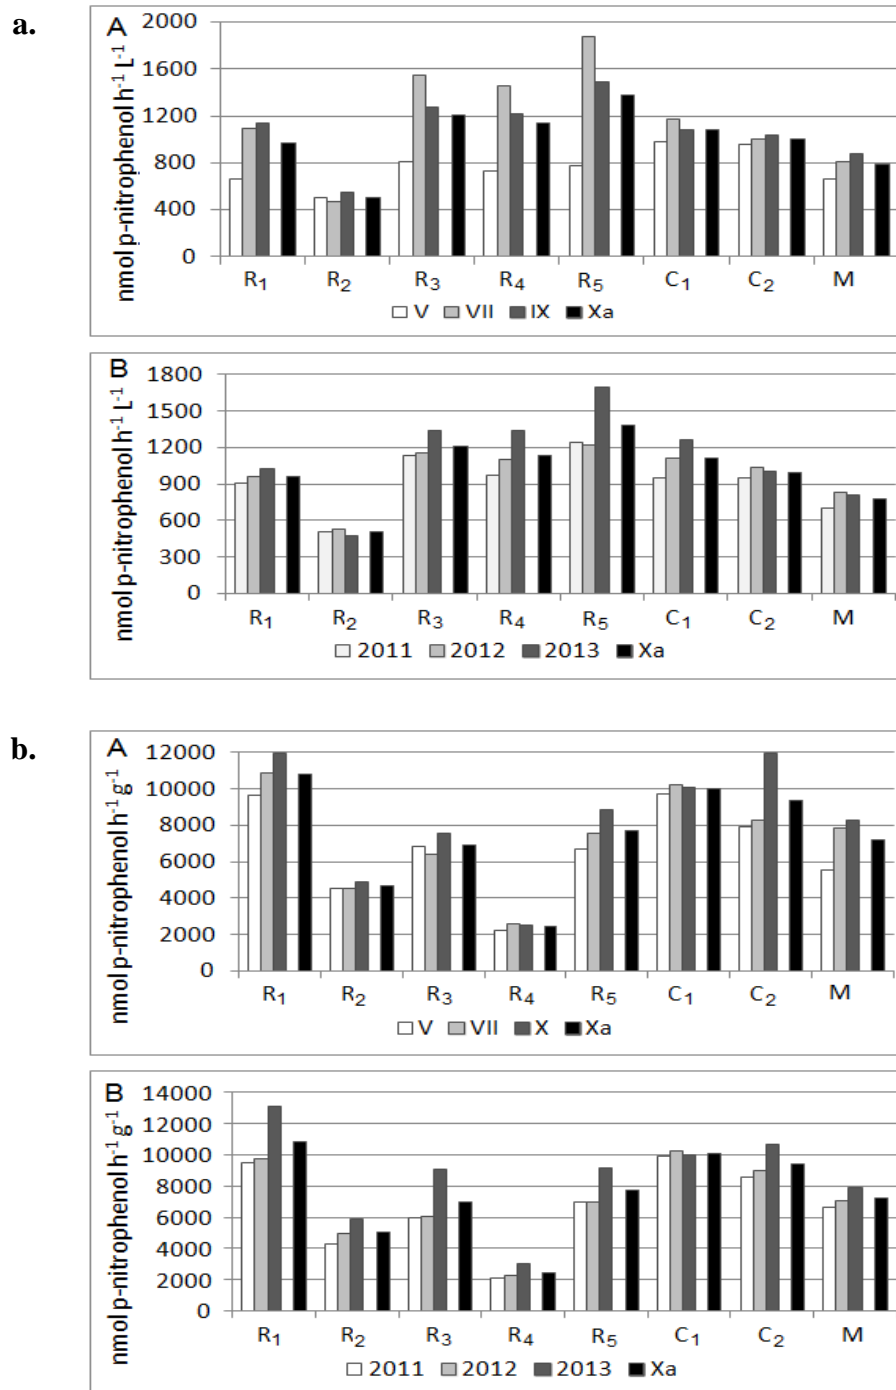 a.
A
nmol p-nitrophenol h⁻¹ L⁻¹
2000
1600
1200
800
400
0
R₁ R₂ R₃ R₄ R₅ C₁ C₂ M
V VII IX Xa
B
nmol p-nitrophenol h⁻¹ L⁻¹
1800
1500
1200
900
600
300
0
R₁ R₂ R₃ R₄ R₅ C₁ C₂ M
2011 2012 2013 Xa
b.
A
nmol p-nitrophenol h⁻¹ g⁻¹
12000
10000
8000
6000
4000
2000
0
R₁ R₂ R₃ R₄ R₅ C₁ C₂ M
V VII X Xa
B
nmol p-nitrophenol h⁻¹ g⁻¹
14000
12000
10000
8000
6000
4000
2000
0
R₁ R₂ R₃ R₄ R₅ C₁ C₂ M
2011 2012 2013 Xa